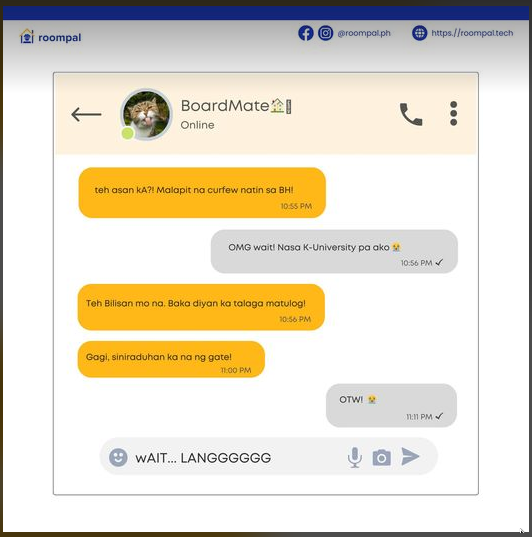 roompal
@roompal.ph
https.//roompal.tech
BoardMate
Online
teh asan kA?! Malapit na curfew natin sa BH!
10:55 PM
OMG wait! Nasa K-University pa ako 😭
10:56 PM ✓
Teh Bilisan mo na. Baka diyan ka talaga matulog!
10:56 PM
Gagi, siniraduhan ka na ng gate!
11:00 PM
OTW! 😭
11:11 PM ✓
wAIT... LANGGGGGG